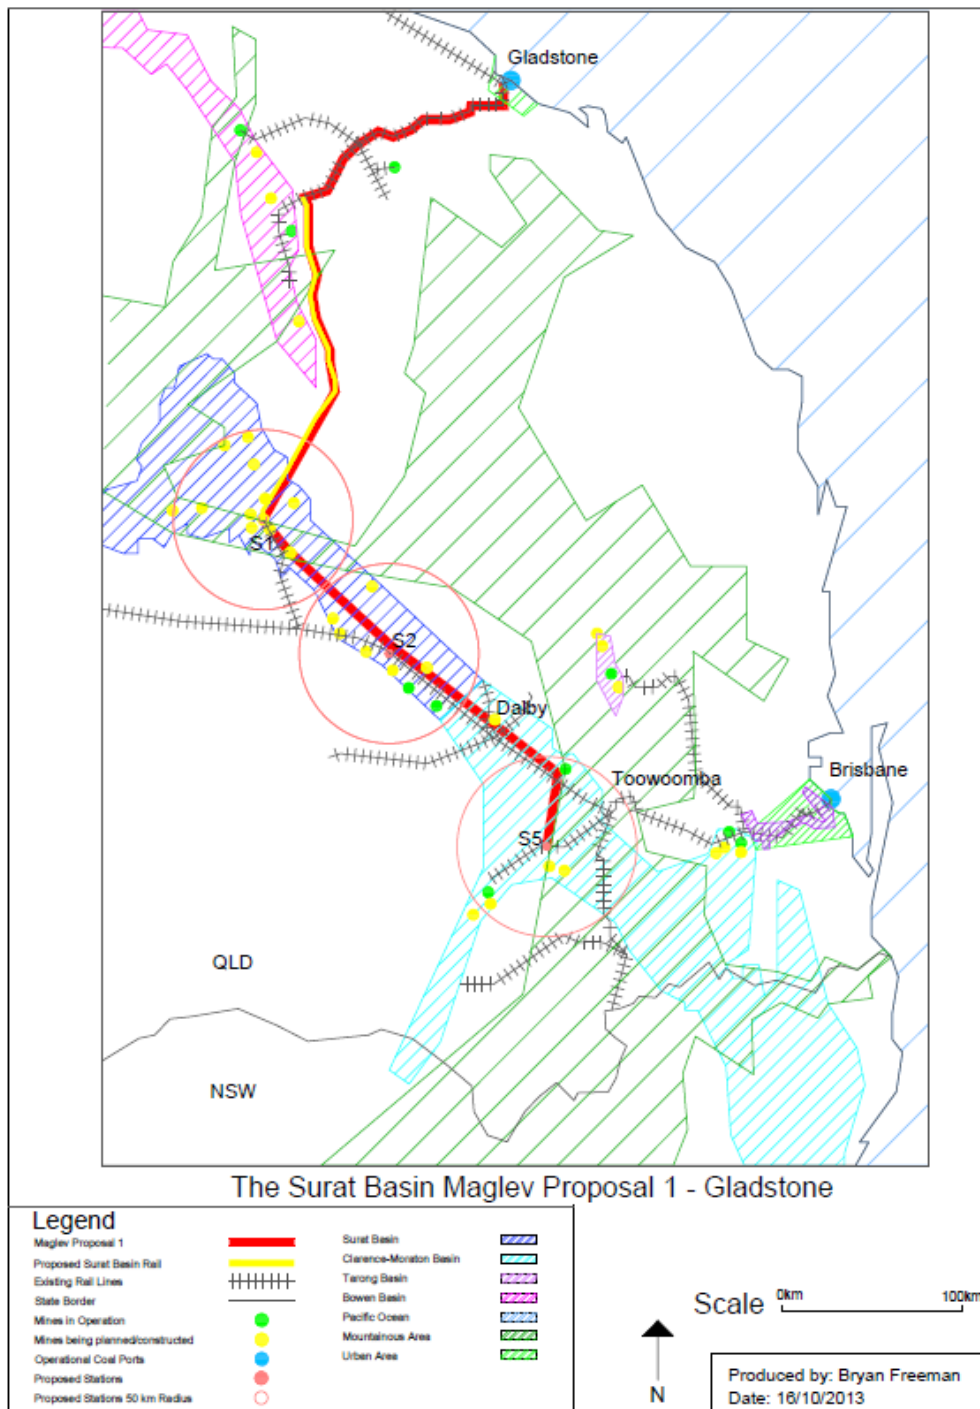 Gladstone
S1
S2
Dalby
Toowoomba
Brisbane
S5
QLD
NSW
The Surat Basin Maglev Proposal 1 - Gladstone
Legend
Maglev Proposal 1
Proposed Surat Basin Rail
Existing Rail Lines
State Border
Mines in Operation
Mines being planned/constructed
Operational Coal Ports
Proposed Stations
Proposed Stations 50 km Radius
Surat Basin
Clarence-Moraton Basin
Tarong Basin
Bowen Basin
Pacific Ocean
Mountainous Area
Urban Area
Scale 0km 100km
N
Produced by: Bryan Freeman
Date: 16/10/2013